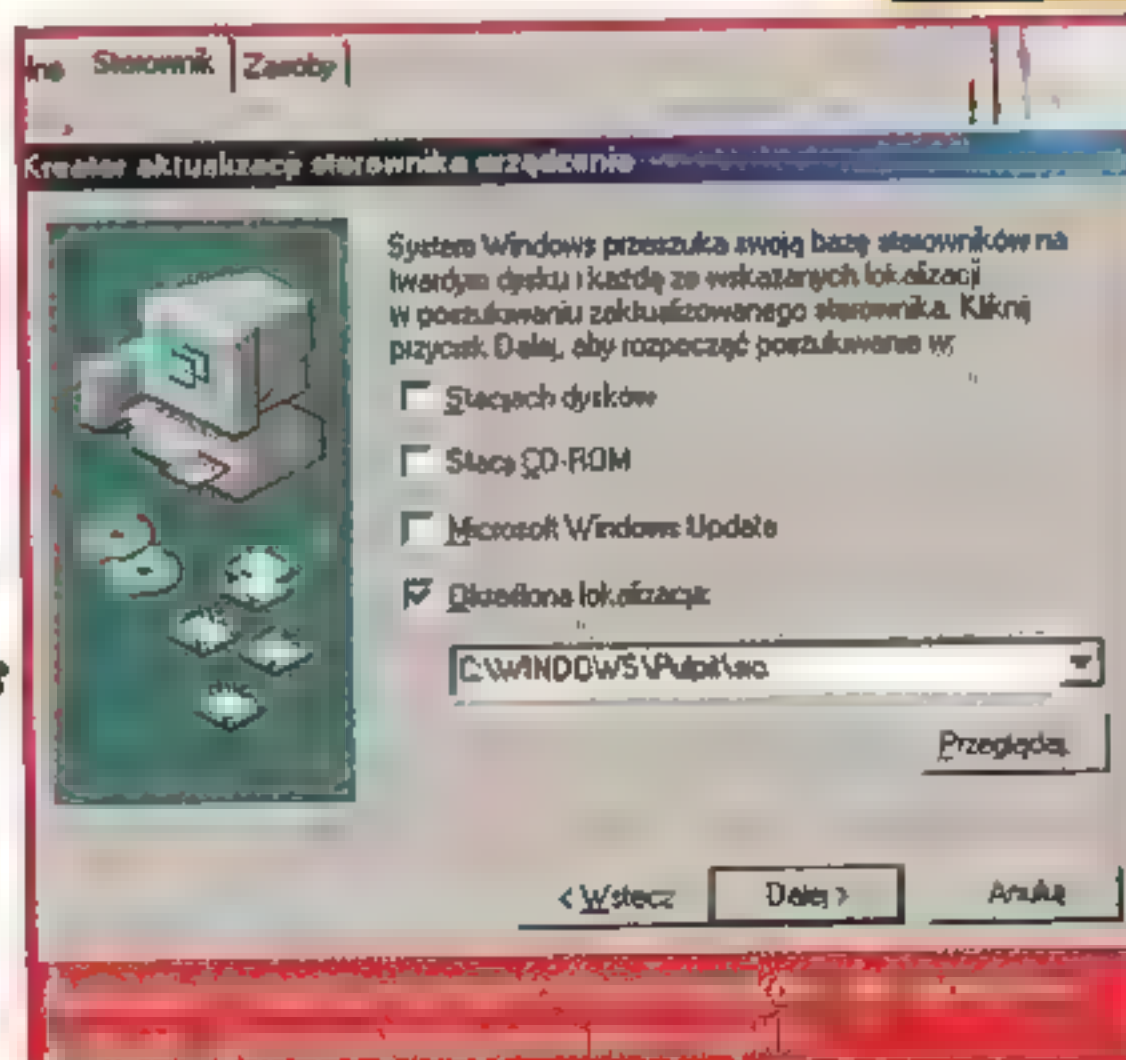 lne Sterownik Zasoby
Kreator aktualizacji sterownika urządzenia
System Windows przeszuka swoją bazę sterowników na
twardym dysku i każdą ze wskazanych lokalizacji
w poszukiwaniu zaktualizowanego sterownika. Kliknij
przycisk Dalej, aby rozpocząć poszukiwanie w:
Stacjach dysków
Stacji CD-ROM
Microsoft Windows Update
Określona lokalizacja:
C:\WINDOWS\Pulpit\
Przeglądaj
< Wstecz Dalej > Anuluj